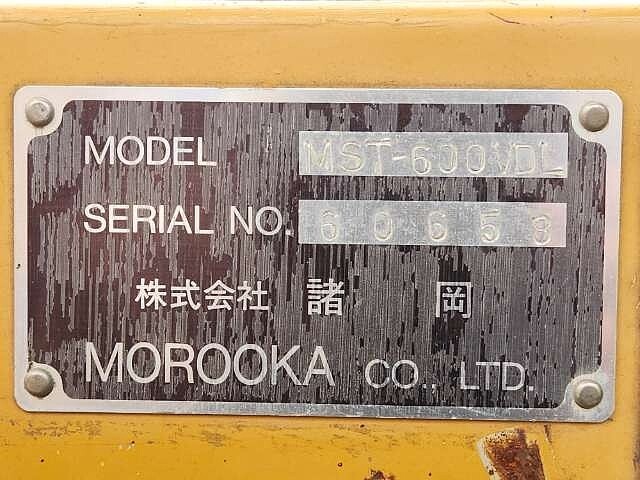 MODEL MST-600VDL
SERIAL NO. 60658
株式会社 諸岡
MOROOKA CO., LTD.